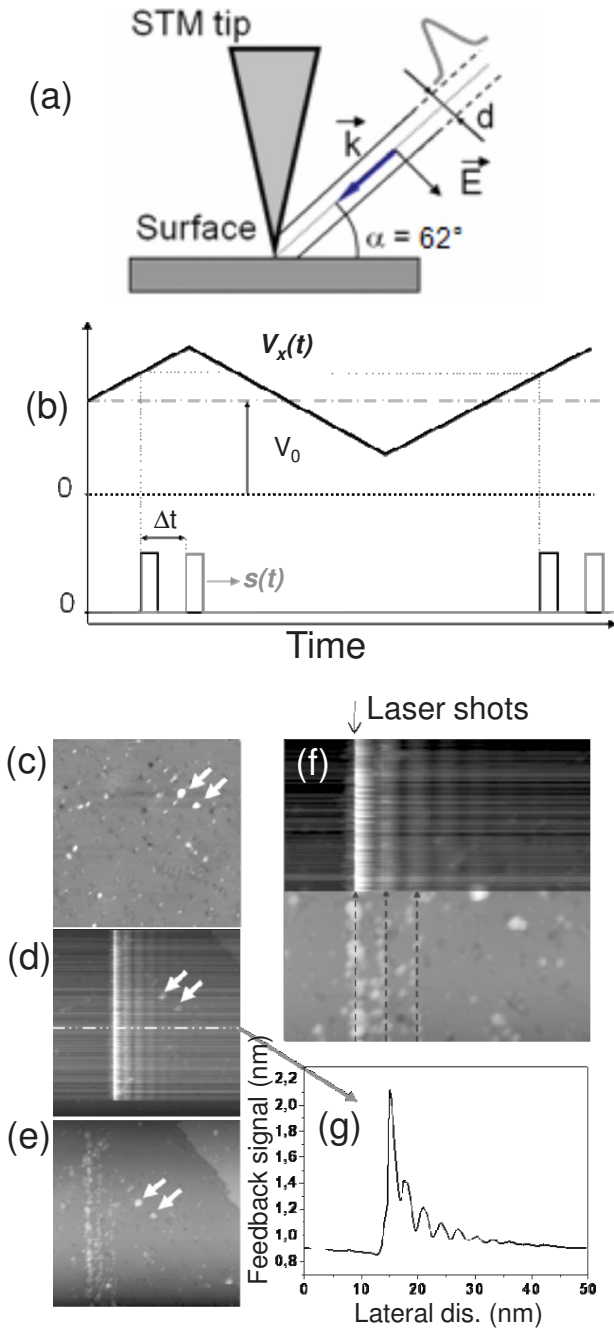 STM tip
(a)
d
k
E
Surface
α = 62°
Vx(t)
(b)
V0
0
Δt
s(t)
0
Time
Laser shots
(c)
(f)
(d)
(e)
(g)
Feedback signal (nm)
2,2
2,0
1,8
1,6
1,4
1,2
1,0
0,8
0 10 20 30 40 50
Lateral dis. (nm)